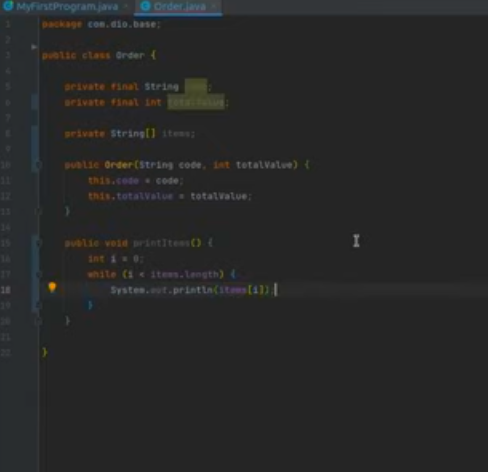 MyFirstProgram.java Order.java
1 package com.dio.base;
2
3 public class Order {
4
5 private final String code;
6 private final int totalValue;
7
8 private String[] items;
9
10 public Order(String code, int totalValue) {
11 this.code = code;
12 this.totalValue = totalValue;
13 }
14
15 public void printItems() {
16 int i = 0;
17 while (i < items.length) {
18 System.out.println(items[i]);
19 }
20 }
21
22 }